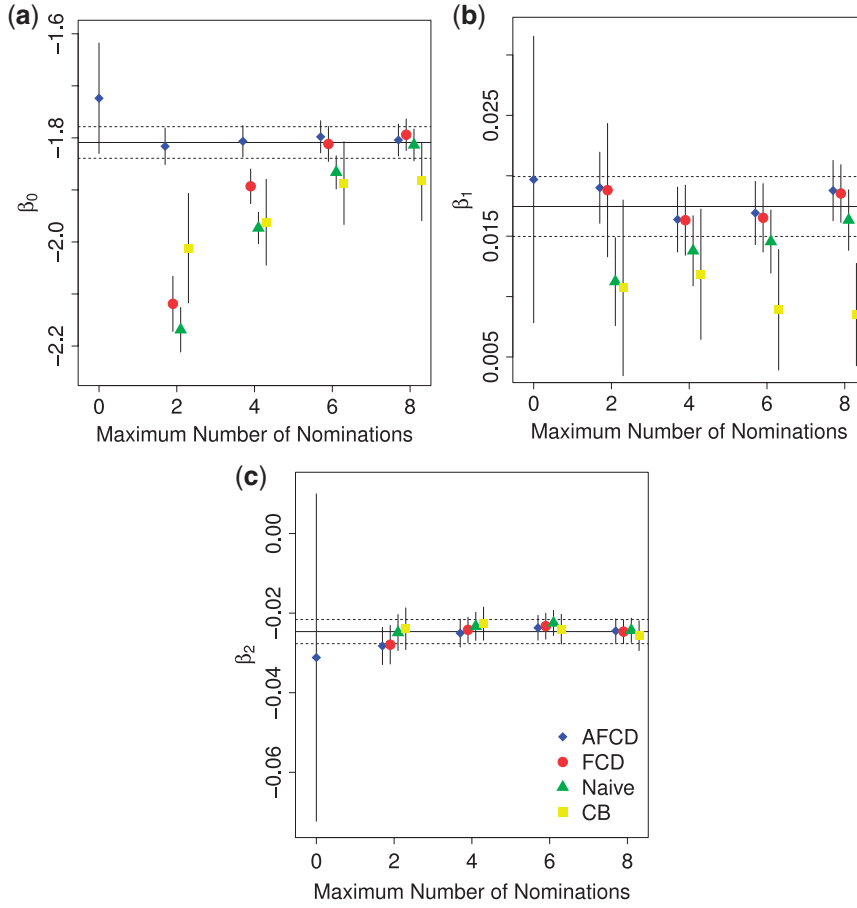 (a)
−1.6
−1.8
−2.0
−2.2
β0
0 2 4 6 8
Maximum Number of Nominations
(b)
0.025
0.015
0.005
β1
0 2 4 6 8
Maximum Number of Nominations
(c)
0.00
−0.02
−0.04
−0.06
β2
AFCD
FCD
Naive
CB
0 2 4 6 8
Maximum Number of Nominations